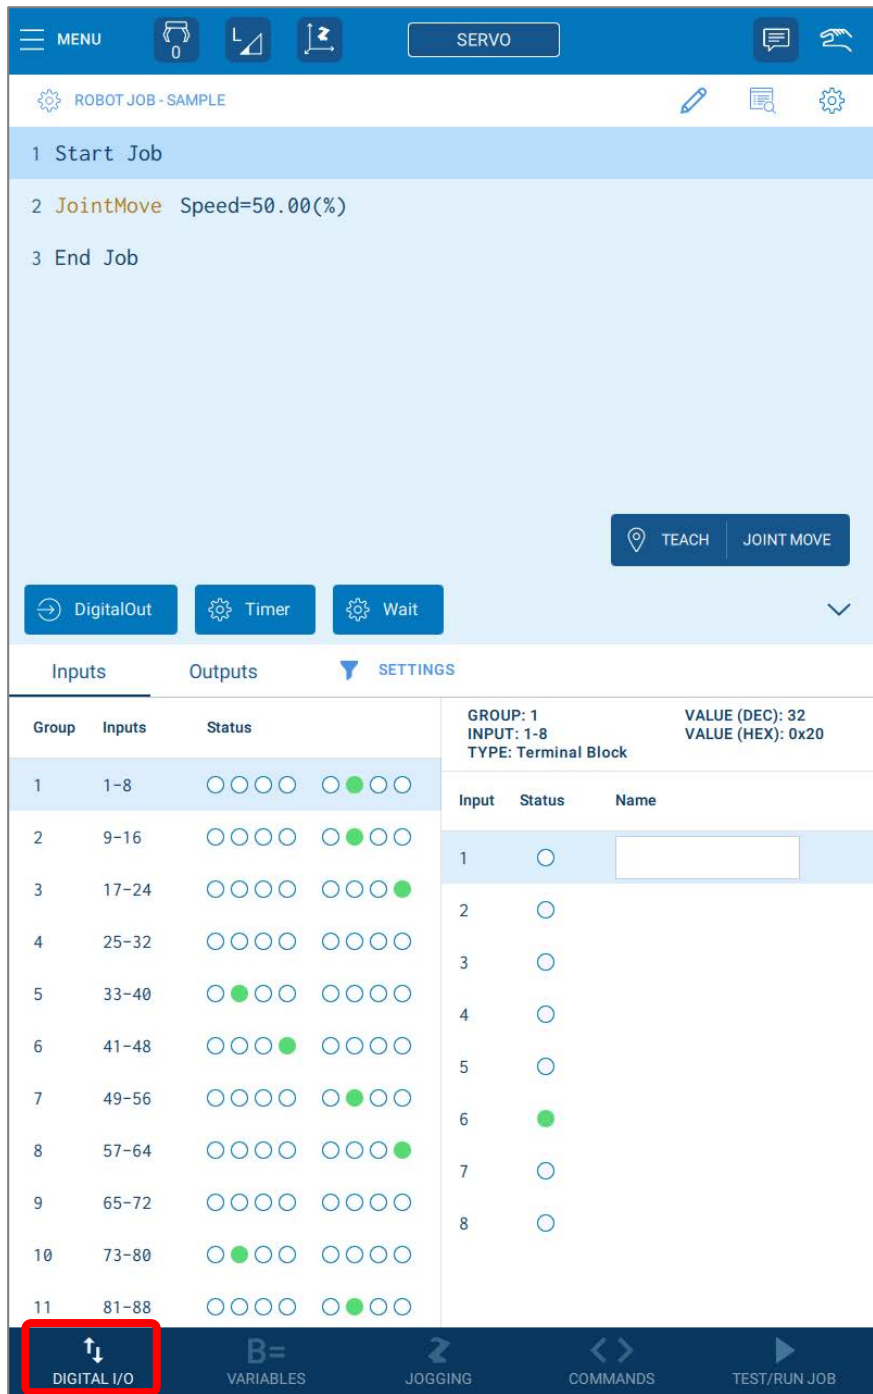 MENU
0
L
SERVO
ROBOT JOB - SAMPLE
1 Start Job
2 JointMove Speed=50.00(%)
3 End Job
TEACH JOINT MOVE
DigitalOut Timer Wait
Inputs Outputs SETTINGS
Group Inputs Status
1 1-8
2 9-16
3 17-24
4 25-32
5 33-40
6 41-48
7 49-56
8 57-64
9 65-72
10 73-80
11 81-88
GROUP: 1 VALUE (DEC): 32
INPUT: 1-8 VALUE (HEX): 0x20
TYPE: Terminal Block
Input Status Name
1
2
3
4
5
6
7
8
B=
DIGITAL I/O VARIABLES JOGGING COMMANDS TEST/RUN JOB